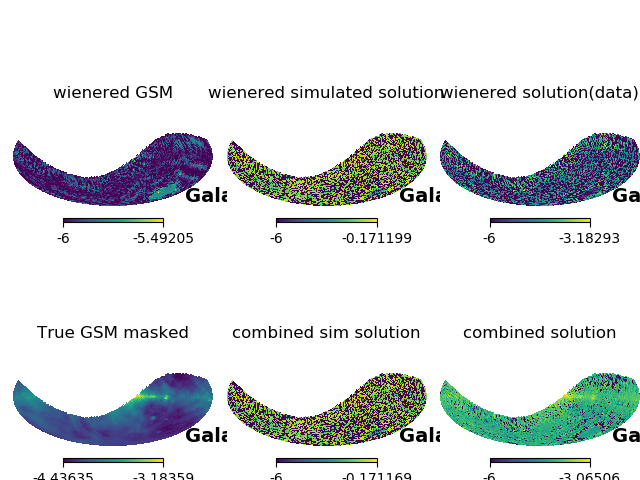 wienered GSM
wienered simulated solution
wienered solution(data)
Gala
Gala
Ga
-6
-5.49205
-6
-0.171199
-6
-3.18293
True GSM masked
combined sim solution
combined solution
Gala
Gala
Ga
-4.43635
-3.18359
-6
-0.171169
-6
-3.06506